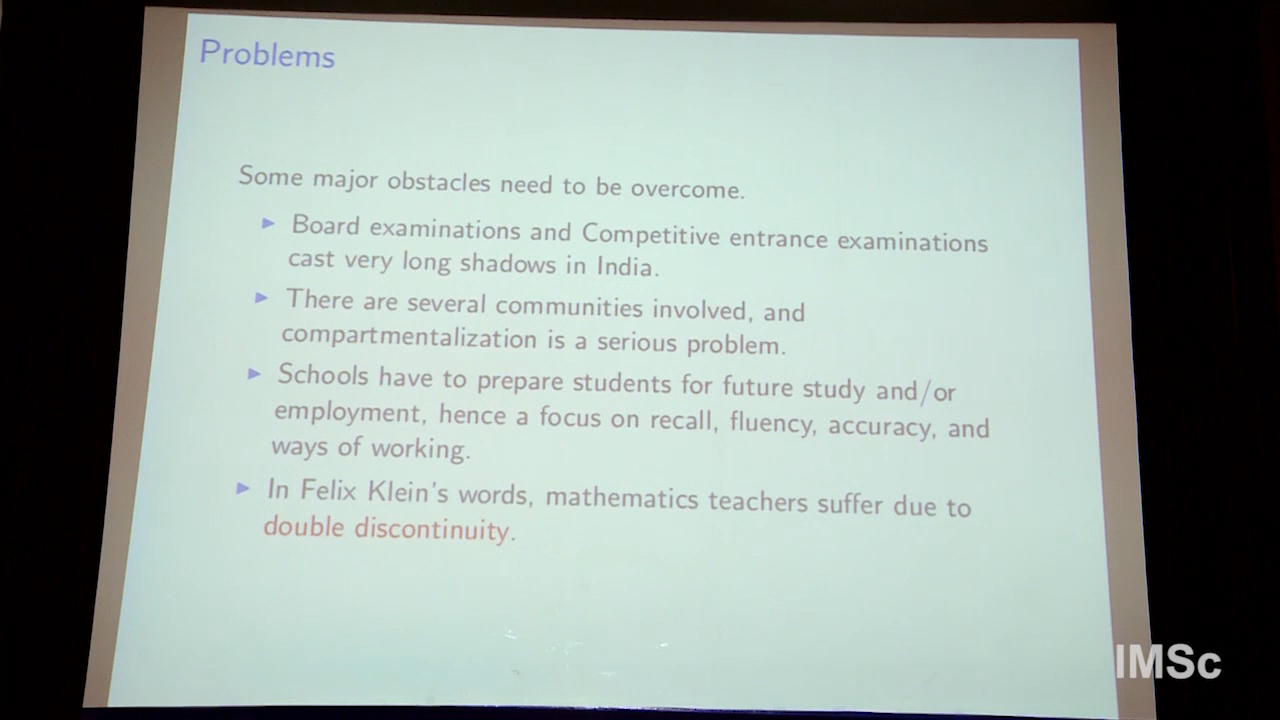 Problems
Some major obstacles need to be overcome.
▶ Board examinations and Competitive entrance examinations
cast very long shadows in India.
▶ There are several communities involved, and
compartmentalization is a serious problem.
▶ Schools have to prepare students for future study and/or
employment, hence a focus on recall, fluency, accuracy, and
ways of working.
▶ In Felix Klein's words, mathematics teachers suffer due to
double discontinuity.
IMSc